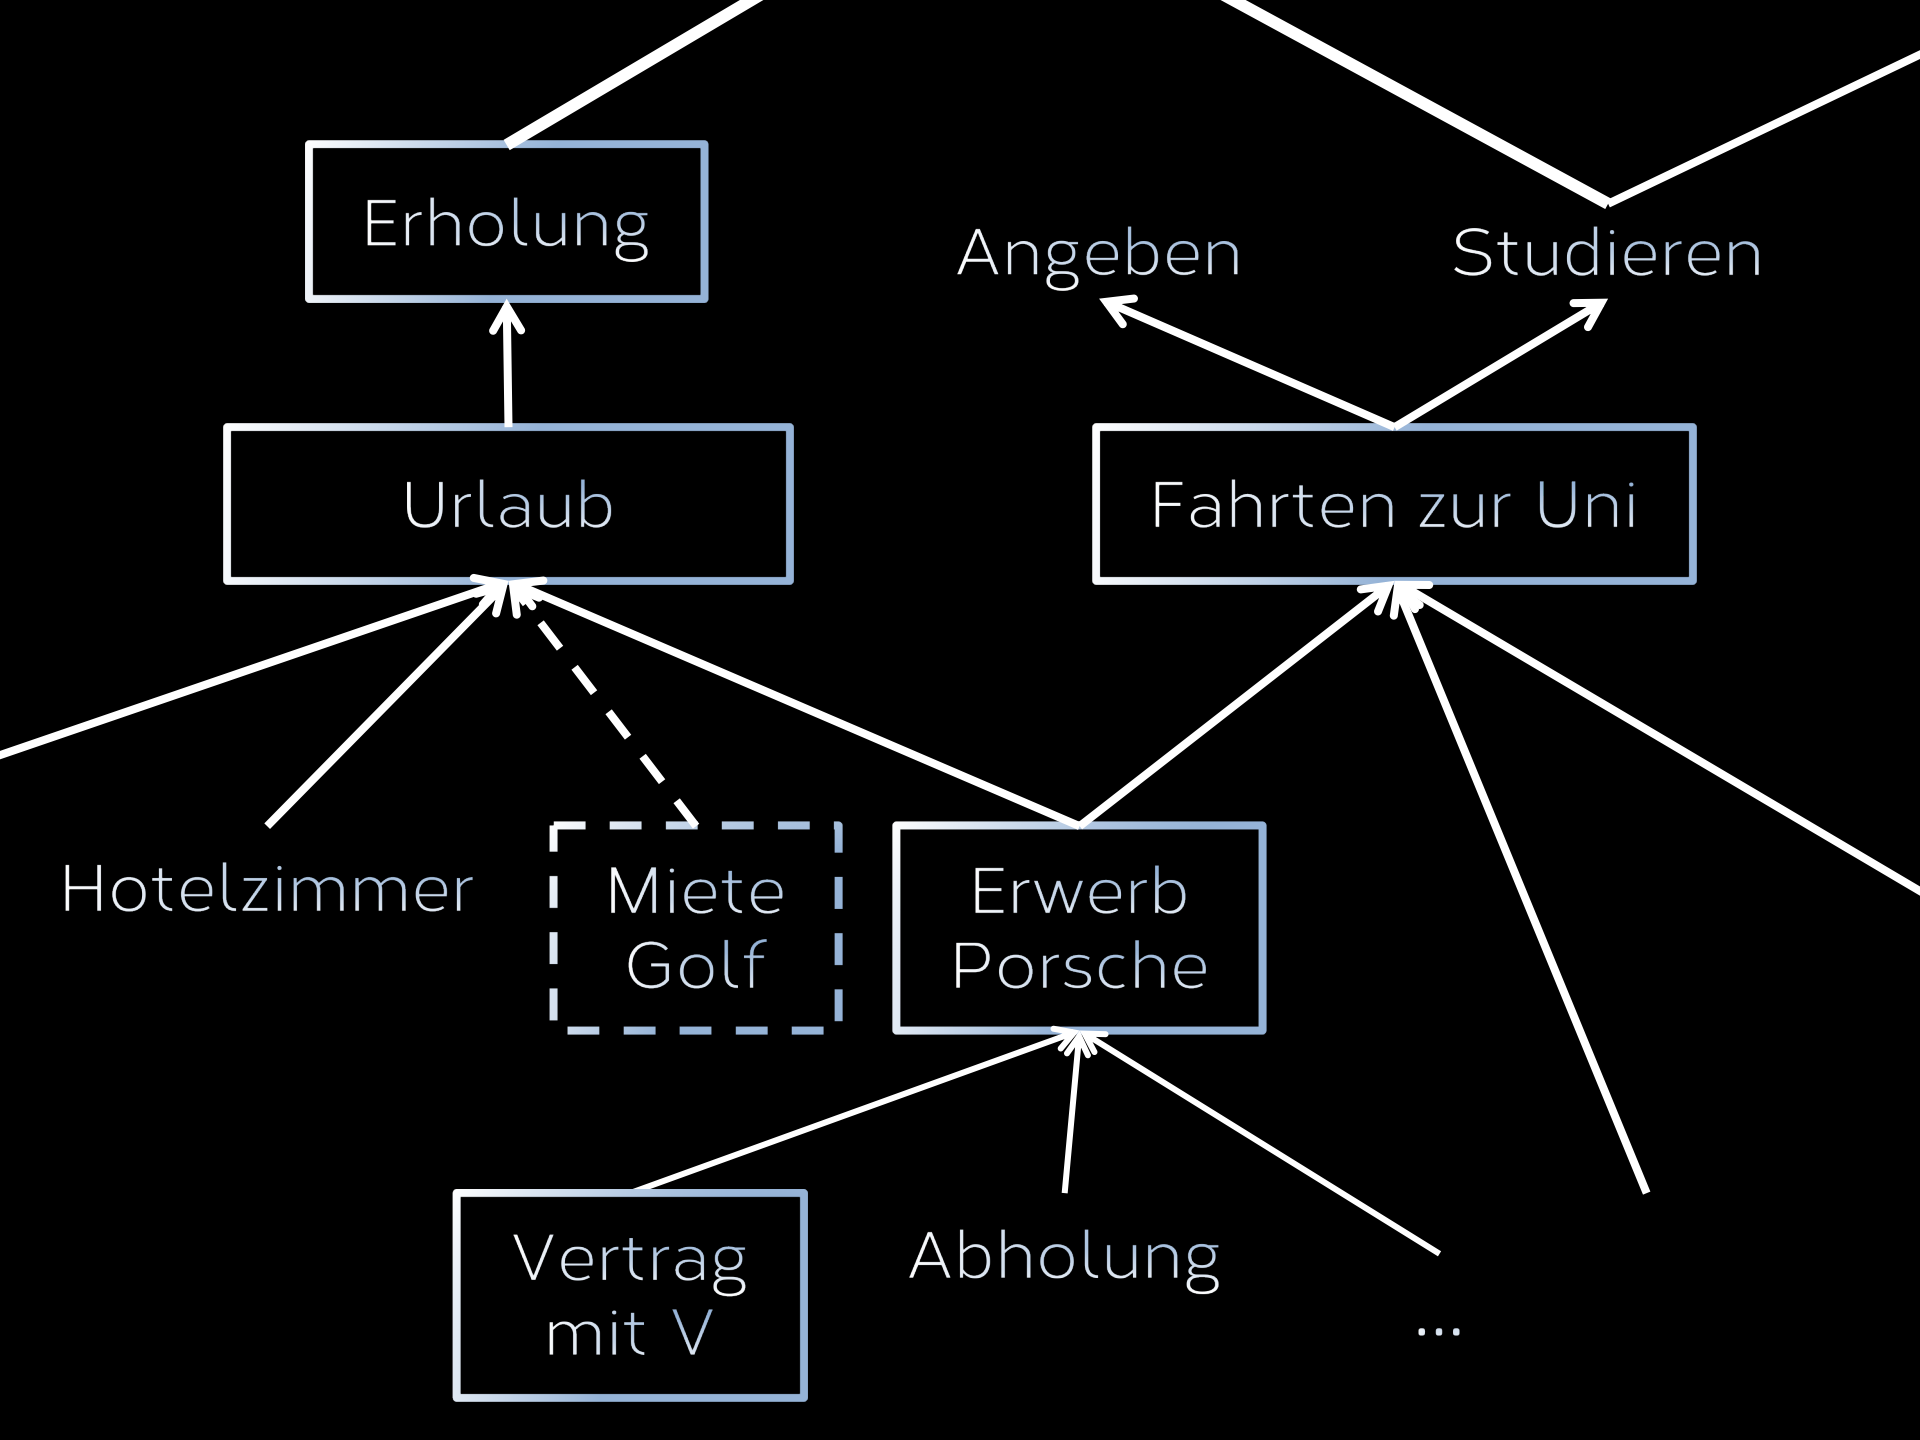 Erholung
Angeben
Studieren
Urlaub
Fahrten zur Uni
Hotelzimmer
Miete
Golf
Erwerb
Porsche
Vertrag
mit V
Abholung
...